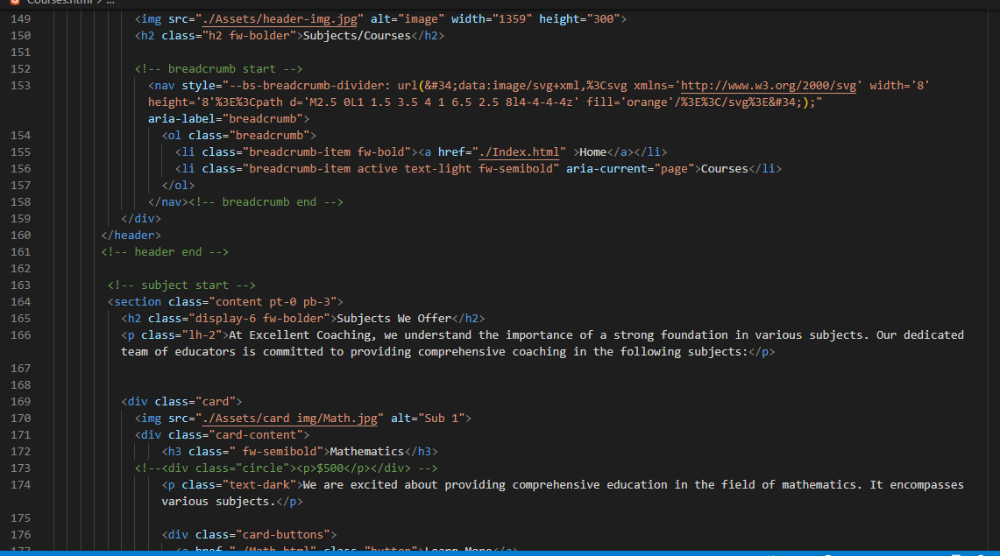 Courses.html > ...
149 <img src="./Assets/header-img.jpg" alt="image" width="1359" height="300">
150 <h2 class="h2 fw-bolder">Subjects/Courses</h2>
151
152 <!-- breadcrumb start -->
153 <nav style="--bs-breadcrumb-divider: url(&#34;data:image/svg+xml,%3Csvg xmlns='http://www.w3.org/2000/svg' width='8'
height='8'%3E%3Cpath d='M2.5 0L1 1.5 3.5 4 1 6.5 2.5 8l4-4-4-4z' fill='orange'/%3E%3C/svg%3E&#34;);"
aria-label="breadcrumb">
154 <ol class="breadcrumb">
155 <li class="breadcrumb-item fw-bold"><a href="./Index.html" >Home</a></li>
156 <li class="breadcrumb-item active text-light fw-semibold" aria-current="page">Courses</li>
157 </ol>
158 </nav><!-- breadcrumb end -->
159 </div>
160 </header>
161 <!-- header end -->
162
163 <!-- subject start -->
164 <section class="content pt-0 pb-3">
165 <h2 class="display-6 fw-bolder">Subjects We Offer</h2>
166 <p class="lh-2">At Excellent Coaching, we understand the importance of a strong foundation in various subjects. Our dedicated
team of educators is committed to providing comprehensive coaching in the following subjects:</p>
167
168
169 <div class="card">
170 <img src="./Assets/card img/Math.jpg" alt="Sub 1">
171 <div class="card-content">
172 <h3 class=" fw-semibold">Mathematics</h3>
173 <!--<div class="circle"><p>$500</p></div> -->
174 <p class="text-dark">We are excited about providing comprehensive education in the field of mathematics. It encompasses
various subjects.</p>
175
176 <div class="card-buttons">
177 <a href="./Math.html" class="button">Learn More</a>